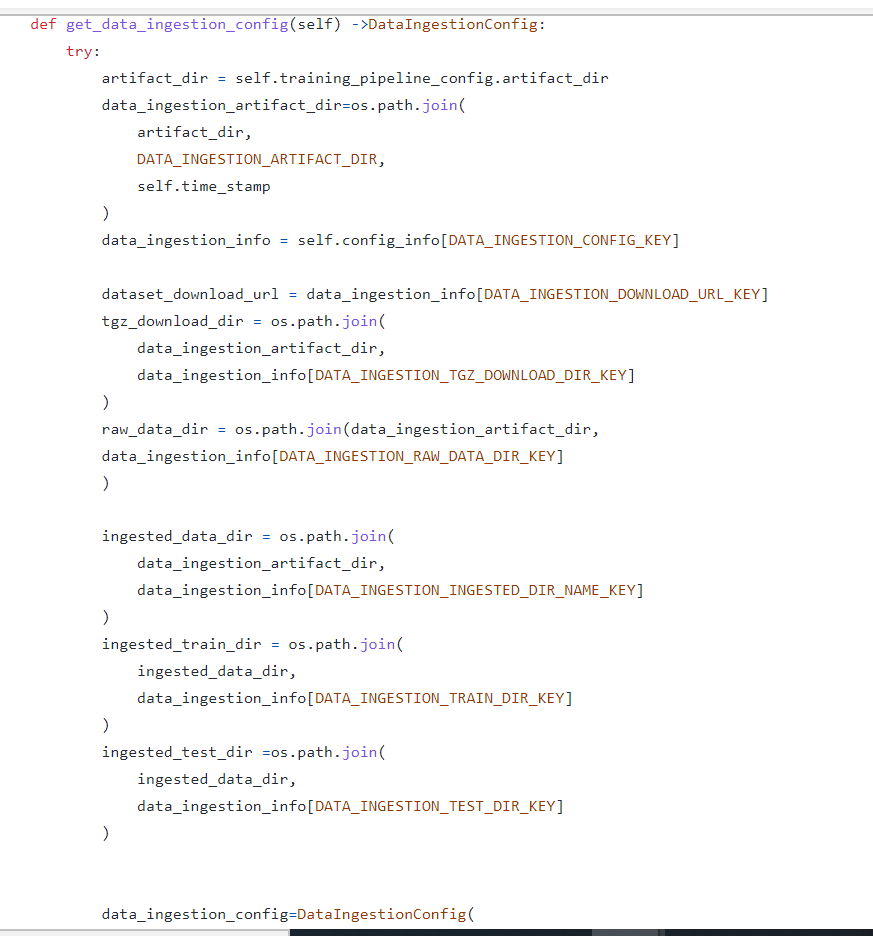 def get_data_ingestion_config(self) ->DataIngestionConfig:
try:
artifact_dir = self.training_pipeline_config.artifact_dir
data_ingestion_artifact_dir=os.path.join(
artifact_dir,
DATA_INGESTION_ARTIFACT_DIR,
self.time_stamp
)
data_ingestion_info = self.config_info[DATA_INGESTION_CONFIG_KEY]
dataset_download_url = data_ingestion_info[DATA_INGESTION_DOWNLOAD_URL_KEY]
tgz_download_dir = os.path.join(
data_ingestion_artifact_dir,
data_ingestion_info[DATA_INGESTION_TGZ_DOWNLOAD_DIR_KEY]
)
raw_data_dir = os.path.join(data_ingestion_artifact_dir,
data_ingestion_info[DATA_INGESTION_RAW_DATA_DIR_KEY]
)
ingested_data_dir = os.path.join(
data_ingestion_artifact_dir,
data_ingestion_info[DATA_INGESTION_INGESTED_DIR_NAME_KEY]
)
ingested_train_dir = os.path.join(
ingested_data_dir,
data_ingestion_info[DATA_INGESTION_TRAIN_DIR_KEY]
)
ingested_test_dir =os.path.join(
ingested_data_dir,
data_ingestion_info[DATA_INGESTION_TEST_DIR_KEY]
)
data_ingestion_config=DataIngestionConfig(